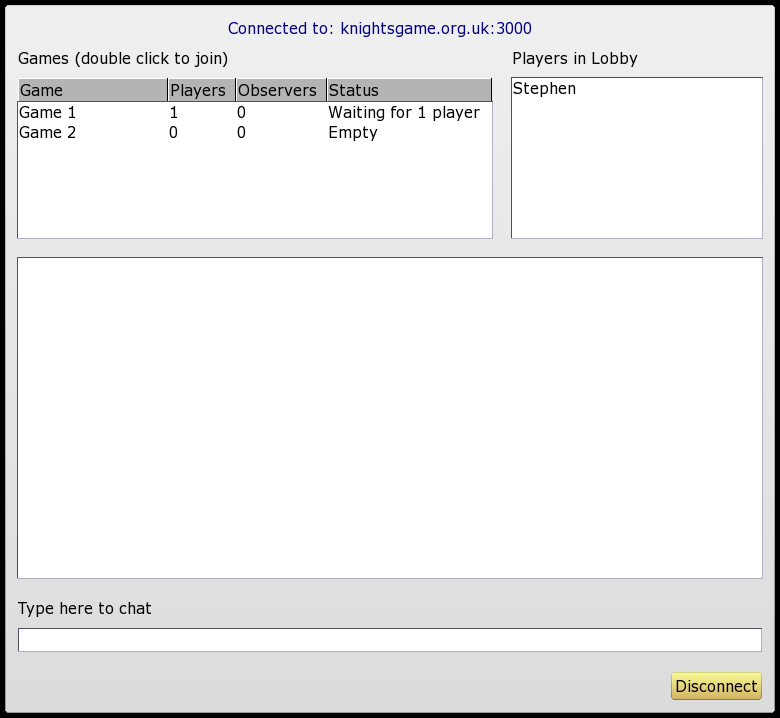 Connected to: knightsgame.org.uk:3000
Games (double click to join)
Players in Lobby
Game Players Observers Status
Game 1 1 0 Waiting for 1 player
Game 2 0 0 Empty
Stephen
Type here to chat
Disconnect